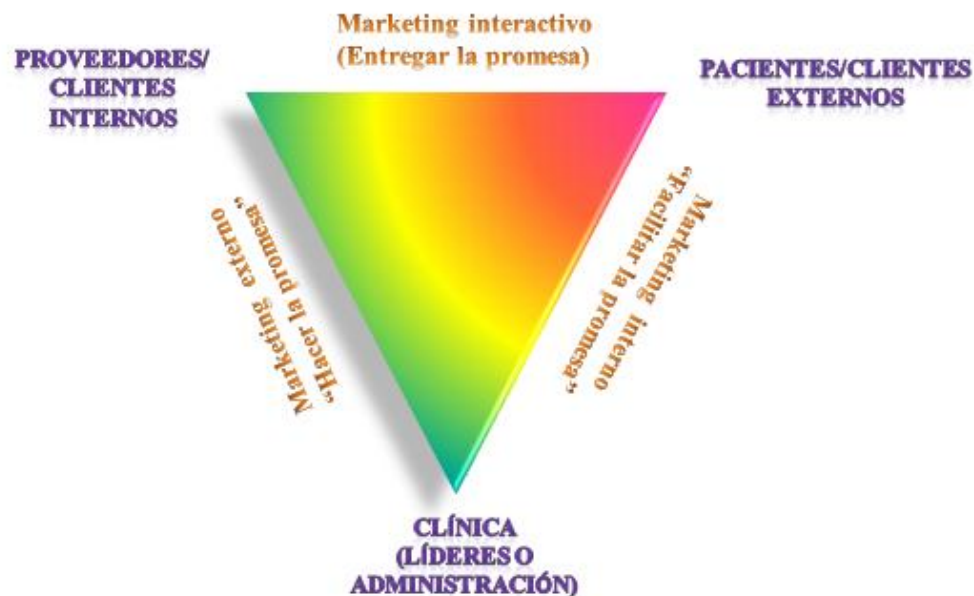 Marketing interactivo
(Entregar la promesa)
PROVEEDORES/
CLIENTES
INTERNOS
PACIENTES/CLIENTES
EXTERNOS
Marketing externo
“Hacer la promesa”
Marketing interno
“Facilitar la promesa”
CLÍNICA
(LÍDERES O
ADMINISTRACIÓN)